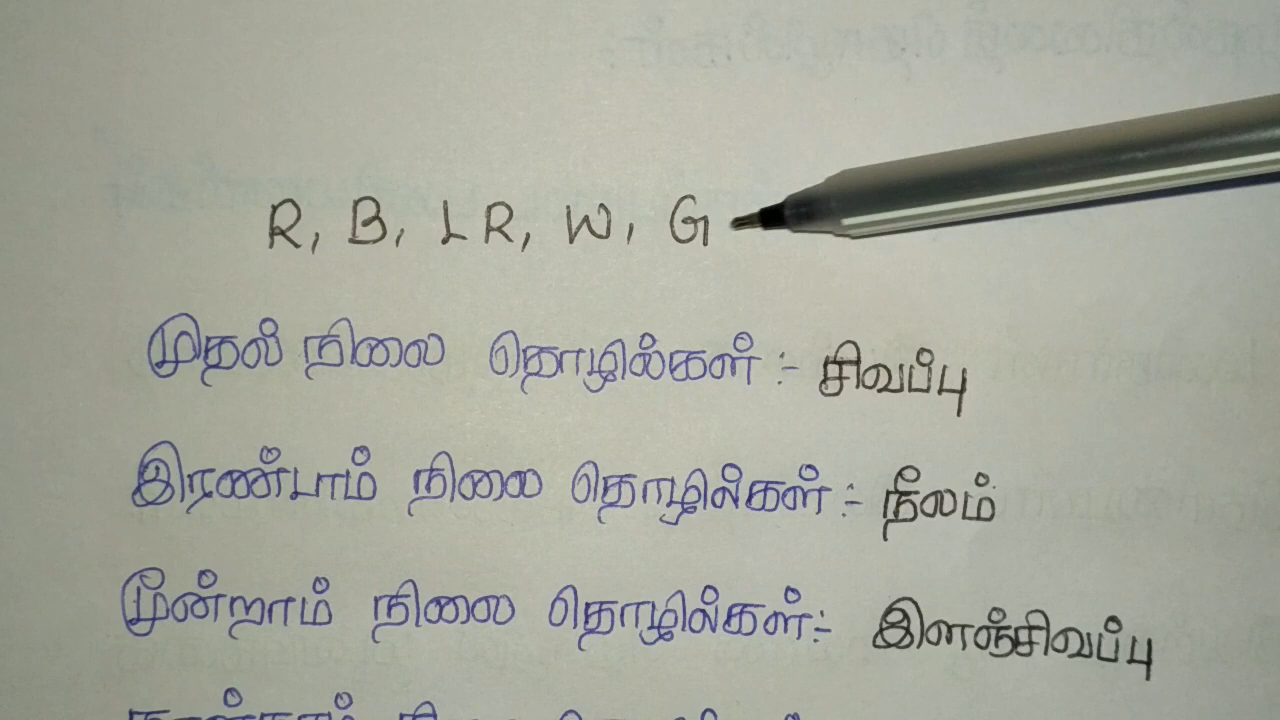 R, B, LR, W, G
முதல் நிலை தொழில்கள் :- சிவப்பு
இரண்டாம் நிலை தொழில்கள் :- நீலம்
மூன்றாம் நிலை தொழில்கள்:- இளஞ்சிவப்பு